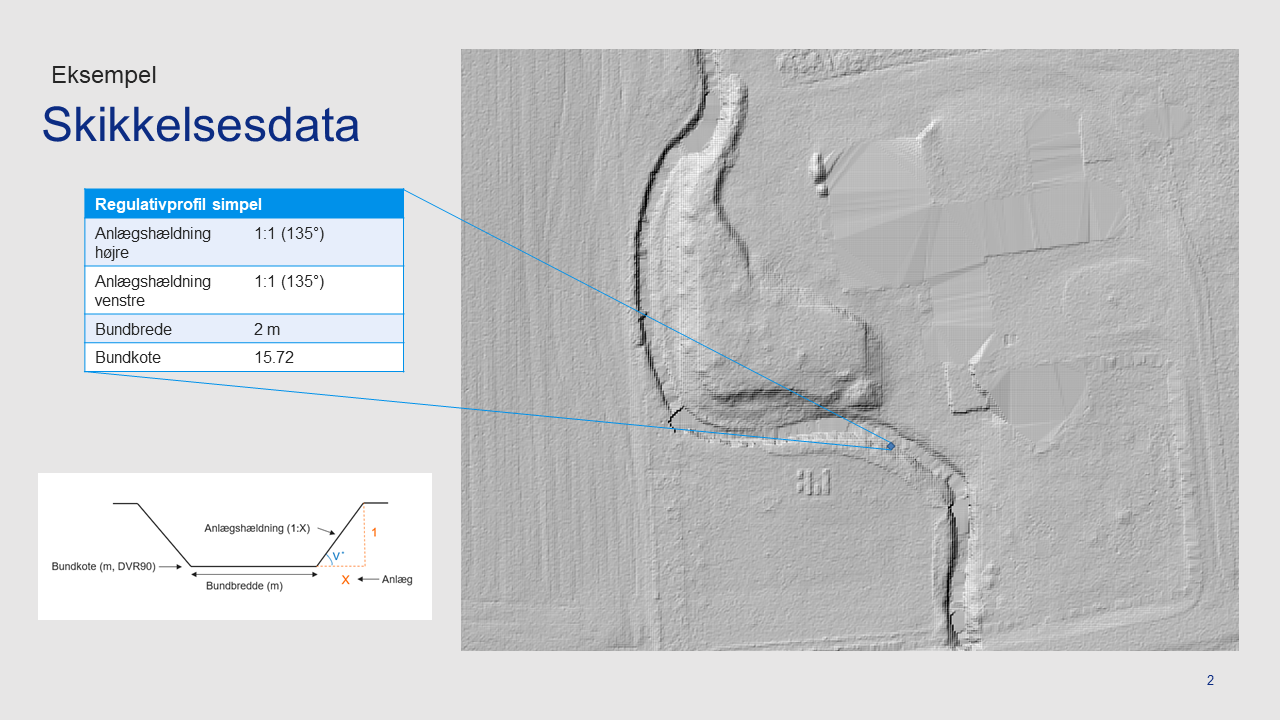 Eksempel
Skikkelsesdata
Regulativprofil simpel
Anlægshældning højre 1:1 (135°)
Anlægshældning venstre 1:1 (135°)
Bundbrede 2 m
Bundkote 15.72
Anlægshældning (1:X)
1
V°
Bundkote (m, DVR90)
X
Anlæg
Bundbredde (m)
2